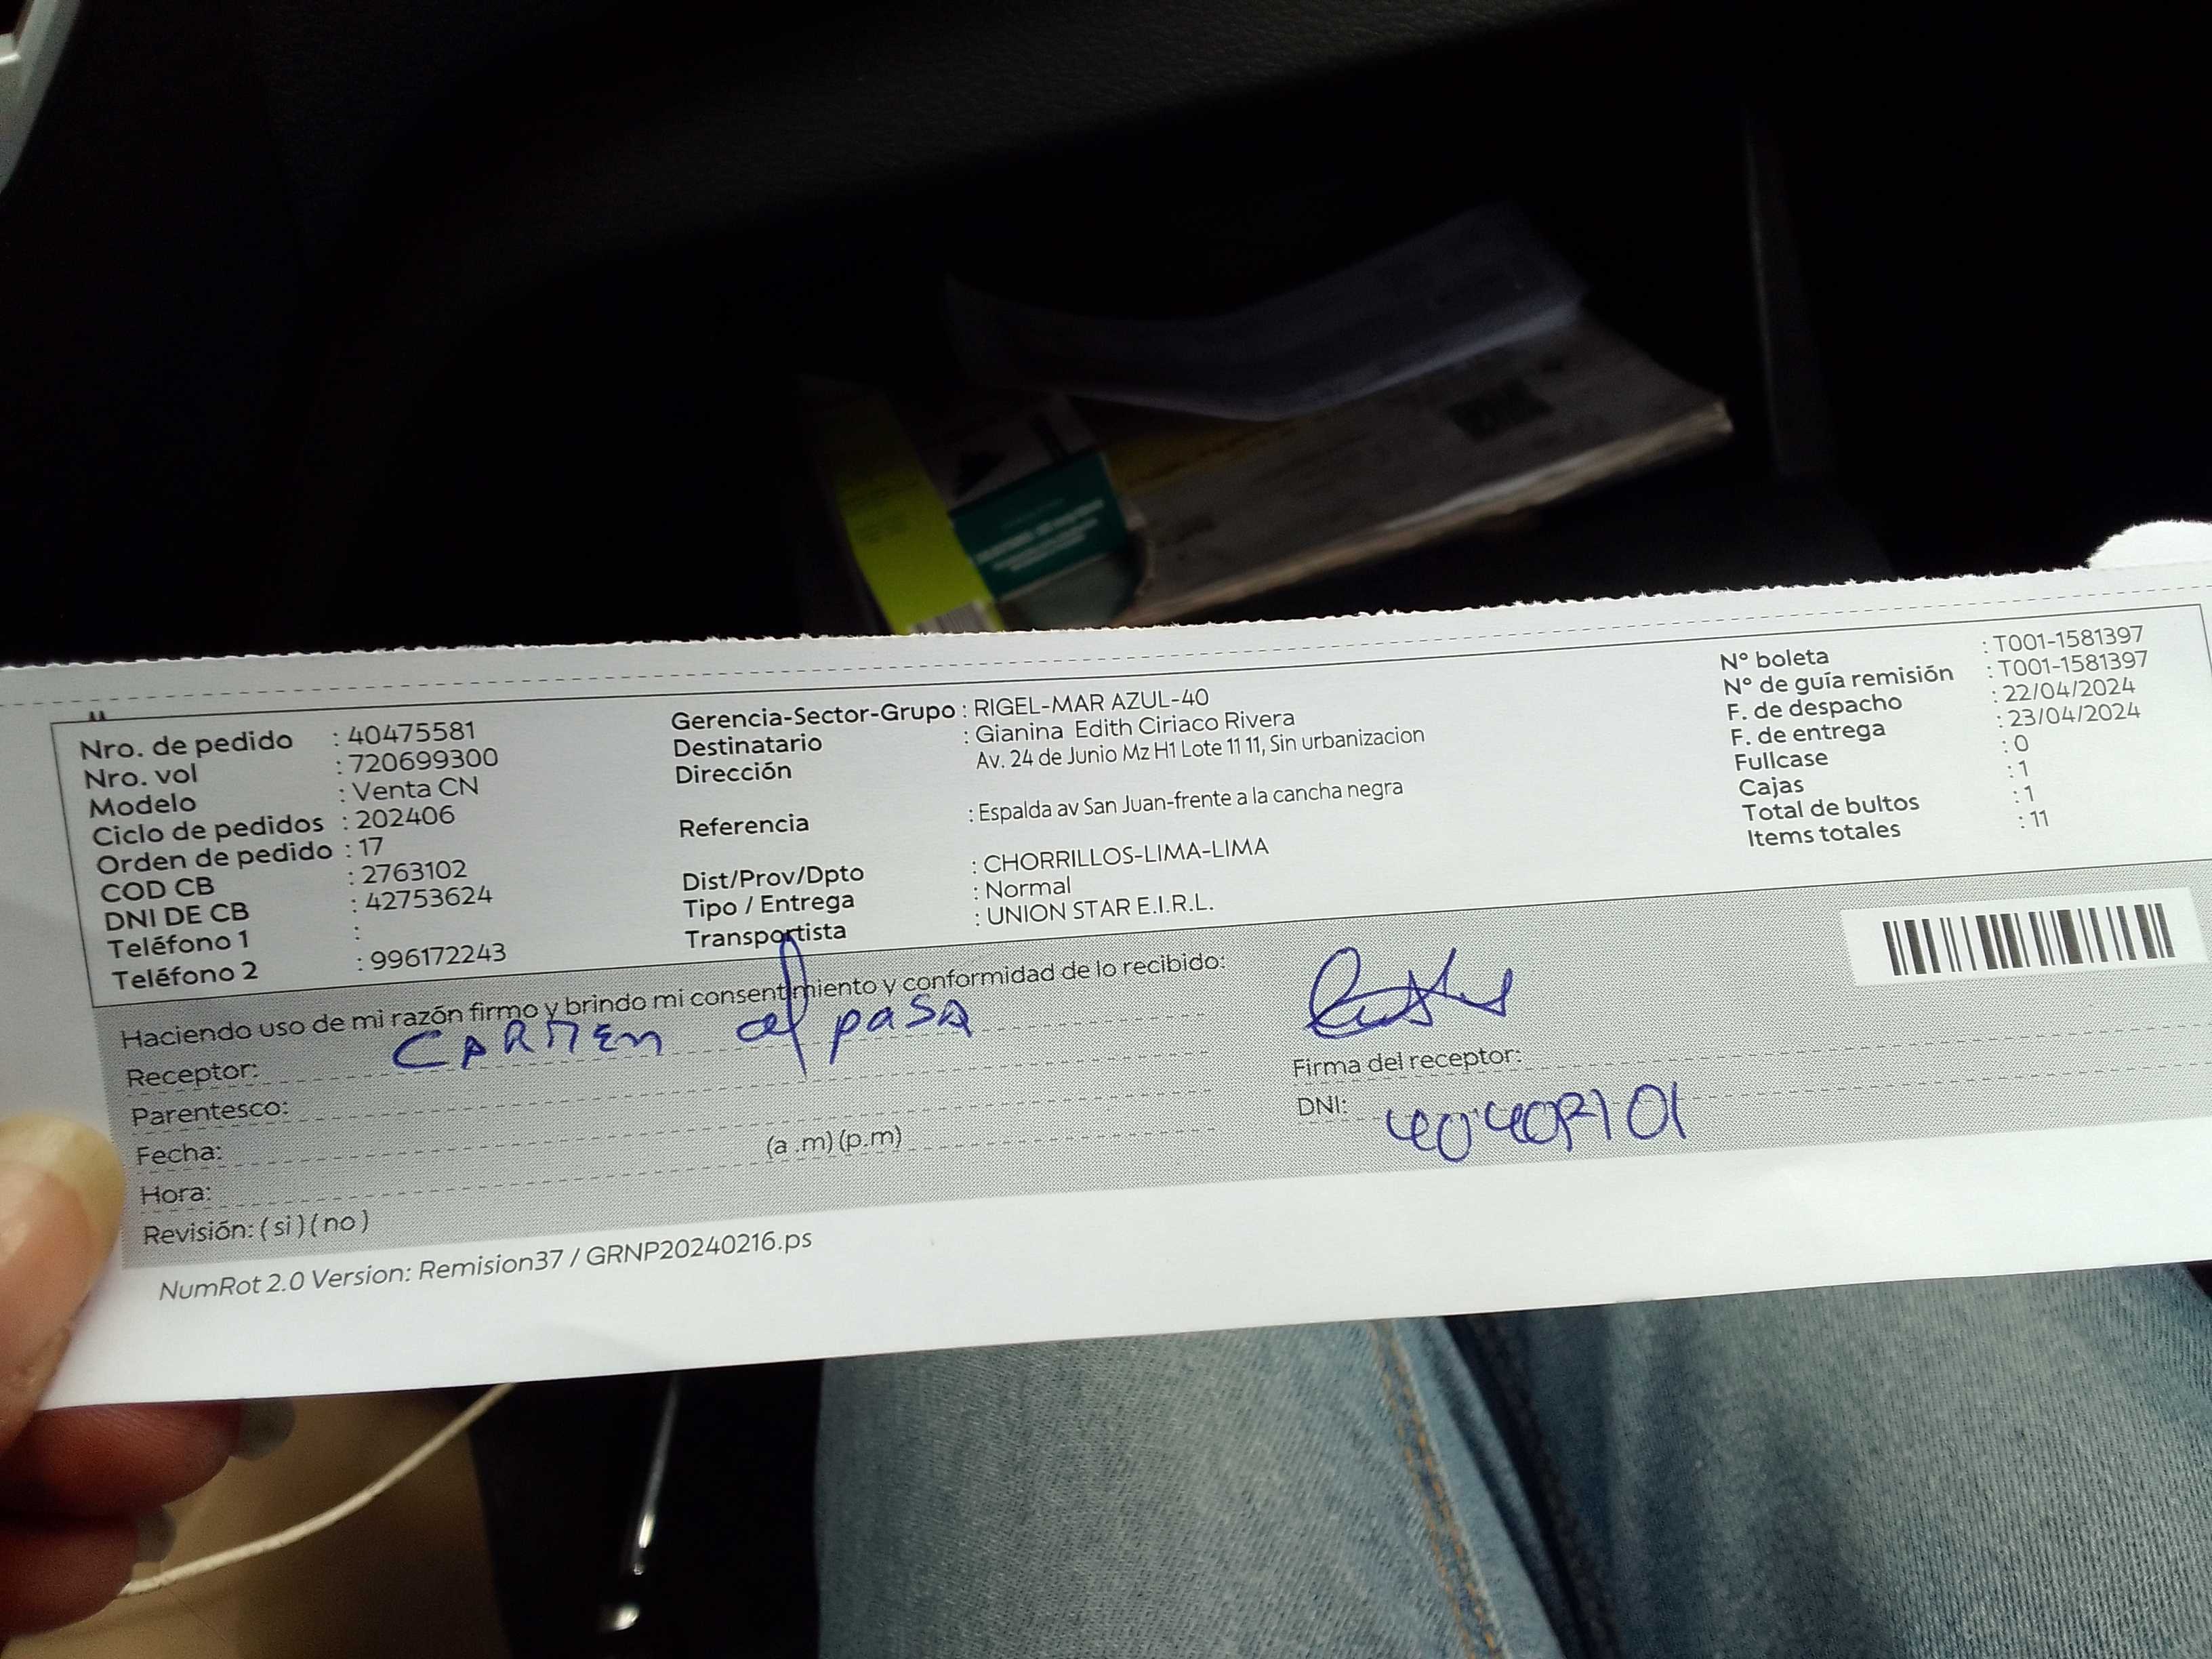 Nro. de pedido : 40475581
Nro. vol : 720699300
Modelo : Venta CN
Ciclo de pedidos : 202406
Orden de pedido : 17
COD CB : 2763102
DNI DE CB : 42753624
Teléfono 1 :
Teléfono 2 : 996172243
Gerencia-Sector-Grupo : RIGEL-MAR AZUL-40
Destinatario : Gianina Edith Ciriaco Rivera
Dirección Av. 24 de Junio Mz H1 Lote 11 11, Sin urbanizacion
Referencia : Espalda av San Juan-frente a la cancha negra
Dist/Prov/Dpto : CHORRILLOS-LIMA-LIMA
Tipo / Entrega : Normal
Transportista : UNION STAR E.I.R.L.
N° boleta : T001-1581397
N° de guía remisión : T001-1581397
F. de despacho : 22/04/2024
F. de entrega : 23/04/2024
Fullcase : 0
Cajas : 1
Total de bultos : 1
Items totales : 11
Haciendo uso de mi razón firmo y brindo mi consentimiento y conformidad de lo recibido:
Receptor: CARMEN alpasa
Parentesco:
Fecha:
Hora: (a .m) (p.m)
Revisión: ( si ) ( no )
Firma del receptor:
DNI:
NumRot 2.0 Version: Remision37 / GRNP20240216.ps